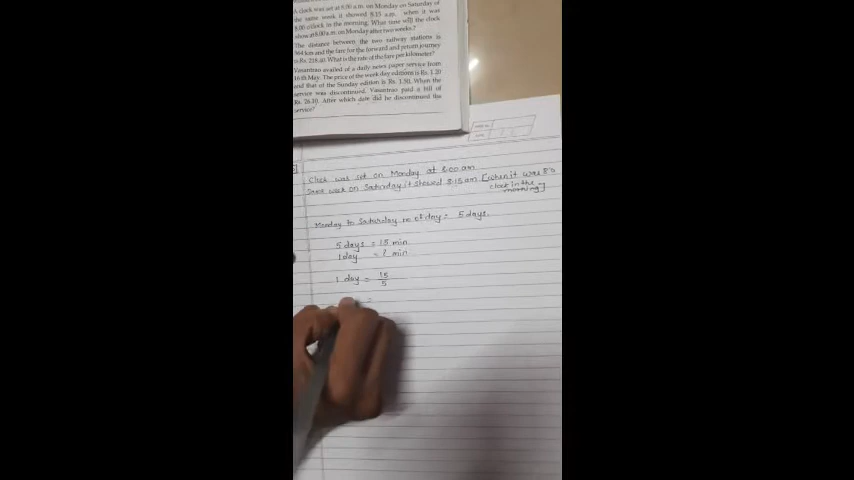 A clock was set at 8.00 a.m. on Monday on Saturday of
the same week it showed 8.15 a.m. when it was
8.00 o'clock in the morning. What time will the clock
show at 8.00 a.m. on Monday after two weeks?
The distance between the two railway stations is
364 km and the fare for the forward and return journey
is Rs. 218.40. What is the rate of the fare per kilometer?
Vasantrao availed of a daily news paper service from
16th May. The price of the week day editions is Rs. 1.20
and that of the Sunday edition is Rs. 1.50. When the
service was discontinued, Vasantrao paid a bill of
Rs. 26.10. After which date did he discontinued the
service?
Clock was set on Monday at 8.00 am
week on Saturday it showed 8.15 am [when it was 8'o
clock in the
morning]
Monday to Saturday no of day = 5 days.
5 days = 15 min
1 day = ? min
1 day = 15
5
=